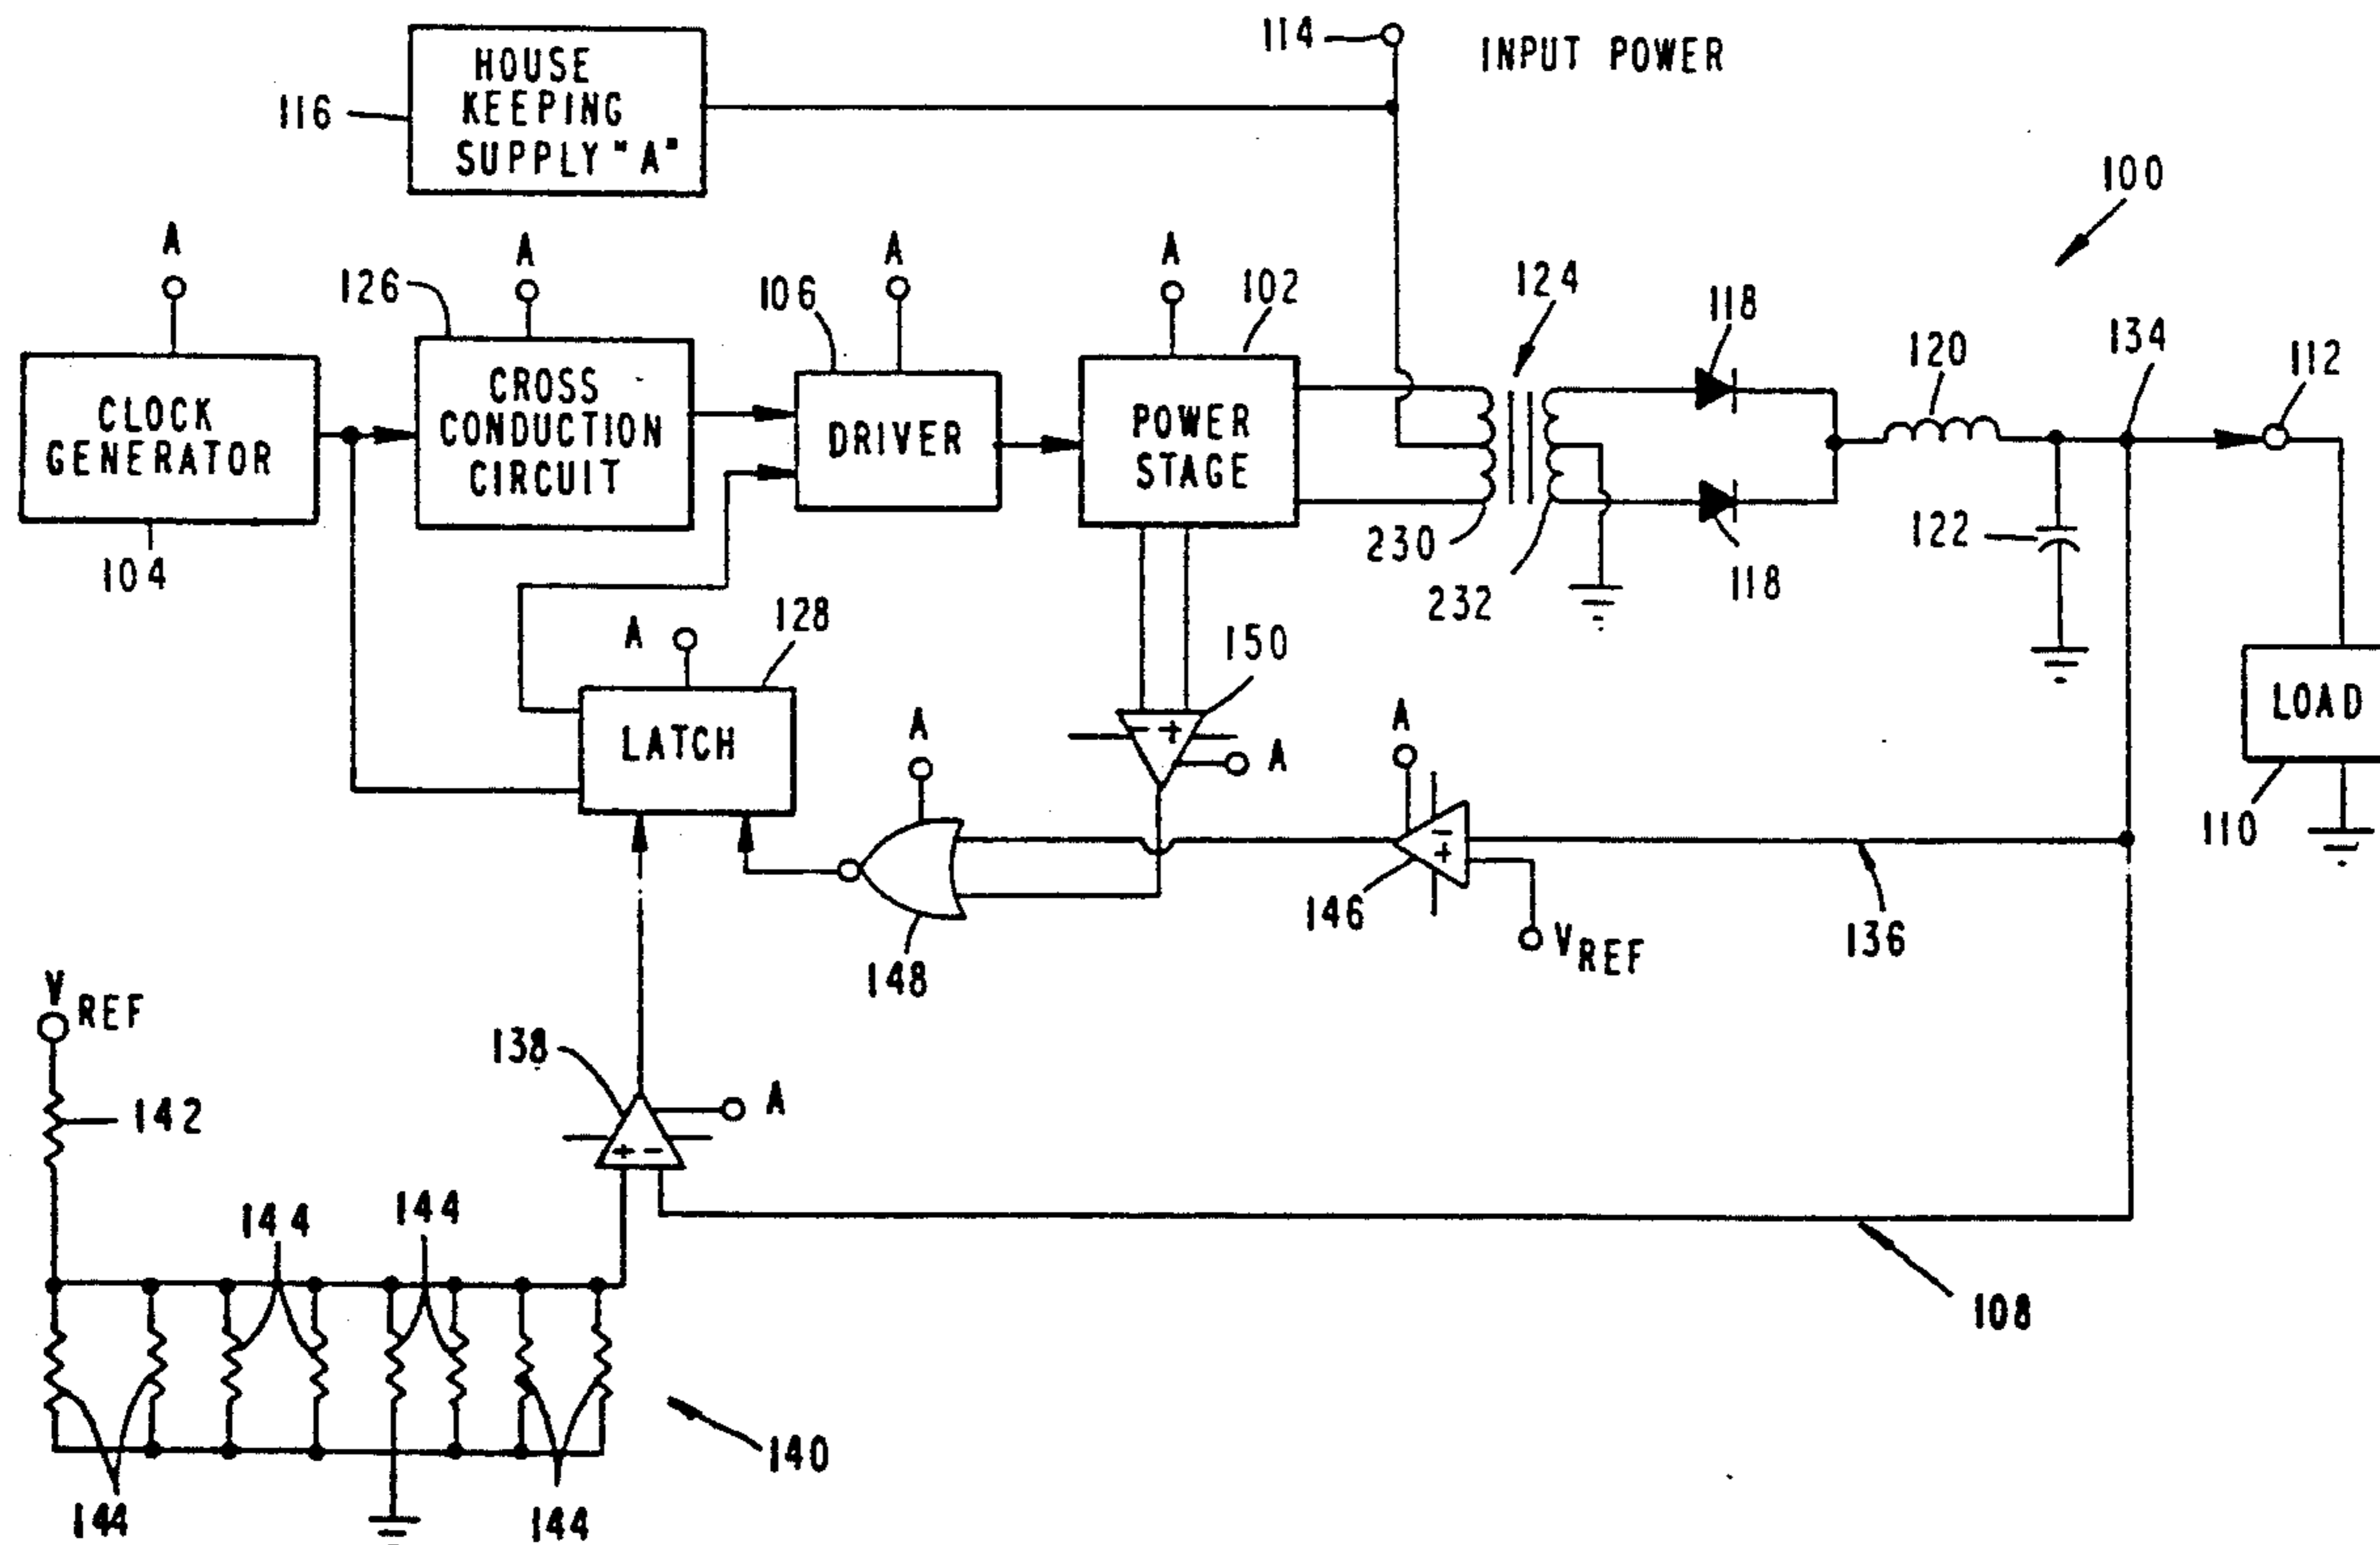 114
INPUT POWER
HOUSE
KEEPING
SUPPLY "A"
116
100
A
A
A
A
126
106
102
124
118
120
134
112
CLOCK
GENERATOR
CROSS
CONDUCTION
CIRCUIT
DRIVER
POWER
STAGE
104
230
232
118
122
A
128
150
LATCH
LOAD
A
- +
A
A
-
+
110
146
VREF
136
148
VREF
138
A
142
+ -
144
144
108
140
144
144